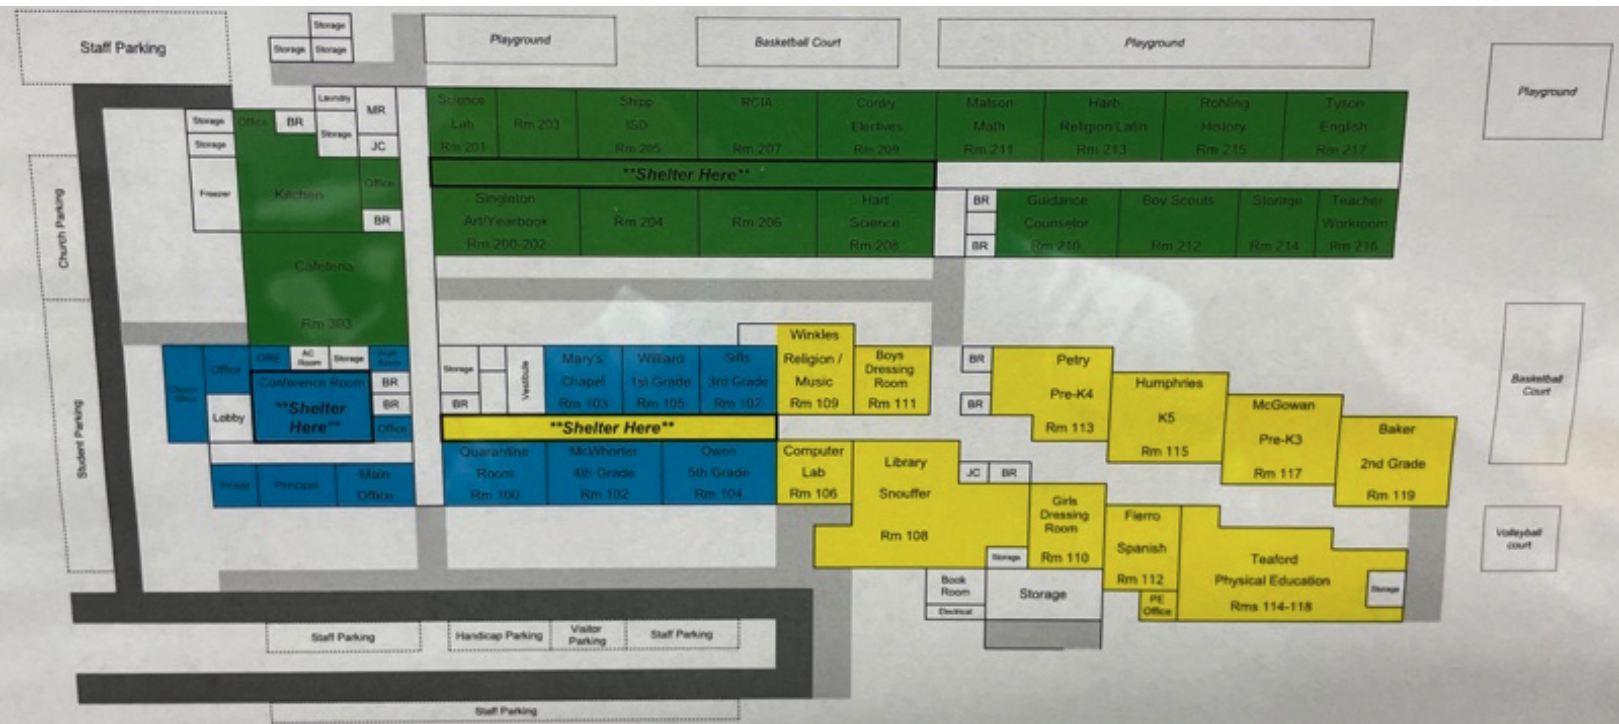 Staff Parking
Storage
Storage
Storage
Playground
Basketball Court
Playground
Playground
Storage
Storage
Freezer
Office
BR
Laundry
Storage
MR
JC
Kitchen
Office
BR
Cafeteria
Rm 303
Science
Lab
Rm 201
Rm 203
Shipp
ISD
Rm 205
RCIA
Rm 207
Cordry
Electives
Rm 209
Matson
Math
Rm 211
Harb
Religion/Latin
Rm 213
Rohling
History
Rm 215
Tyson
English
Rm 217
**Shelter Here**
Singleton
Art/Yearbook
Rm 200-202
Rm 204
Rm 206
Hart
Science
Rm 208
BR
BR
Guidance
Counselor
Rm 210
Boy Scouts
Rm 212
Storage
Rm 214
Teacher
Workroom
Rm 216
Church Parking
Student Parking
Church
Office
Office
DRE
AC
Room
Storage
Work
Room
Conference Room
**Shelter
Here**
BR
BR
Office
Lobby
Principal
Main
Office
Storage
BR
Vestibule
Mary's
Chapel
Rm 103
Williard
1st Grade
Rm 105
Sills
3rd Grade
Rm 107
Winkles
Religion /
Music
Rm 109
Boys
Dressing
Room
Rm 111
**Shelter Here**
Quarantine
Room
Rm 100
McWhorter
4th Grade
Rm 102
Owen
5th Grade
Rm 104
Computer
Lab
Rm 106
Library
Snouffer
Rm 108
BR
BR
Petry
Pre-K4
Rm 113
Humphries
K5
Rm 115
McGowan
Pre-K3
Rm 117
Baker
2nd Grade
Rm 119
Basketball
Court
JC
BR
Girls
Dressing
Room
Rm 110
Storage
Fierro
Spanish
Rm 112
PE
Office
Teaford
Physical Education
Rms 114-118
Storage
Volleyball
court
Book
Room
Electrical
Storage
Staff Parking
Handicap Parking
Visitor
Parking
Staff Parking
Staff Parking